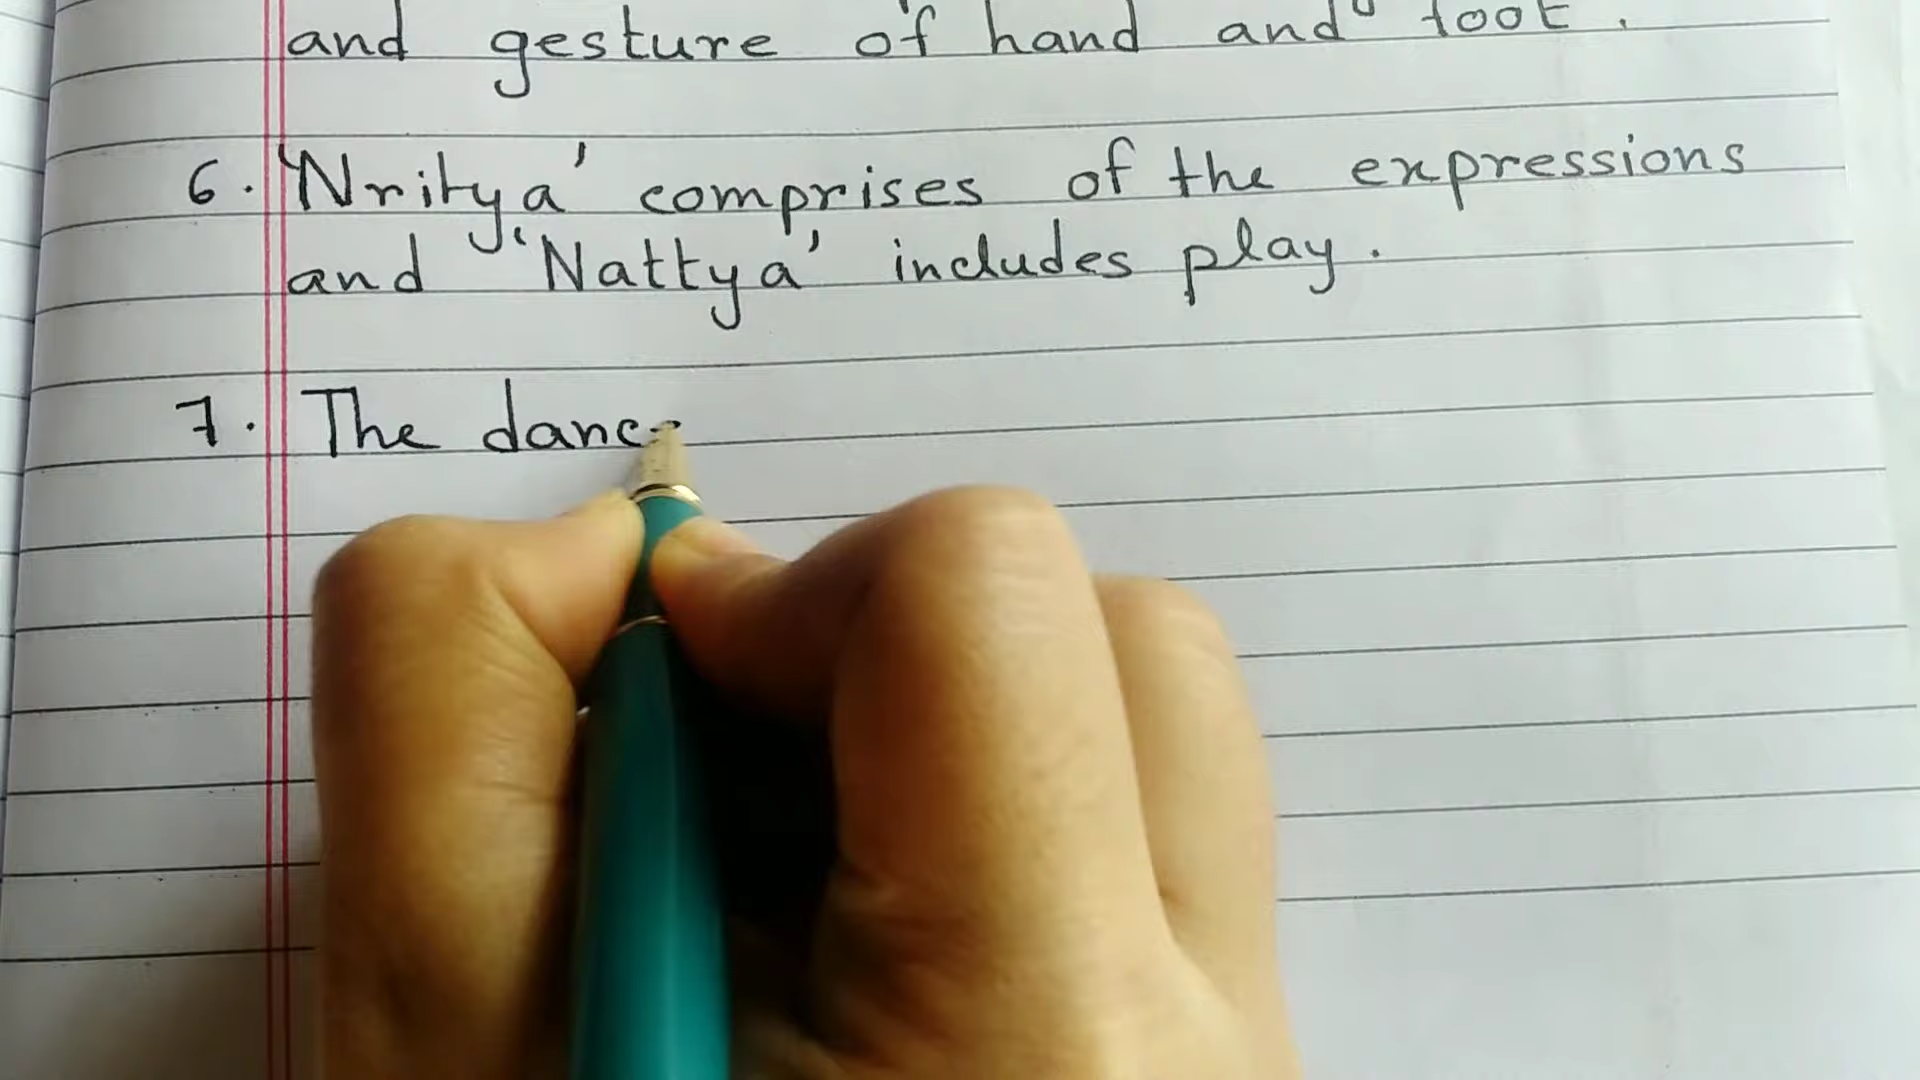 and gesture of hand and foot.
6. 'Nritya' comprises of the expressions
and 'Nattya' includes play.
7. The danc